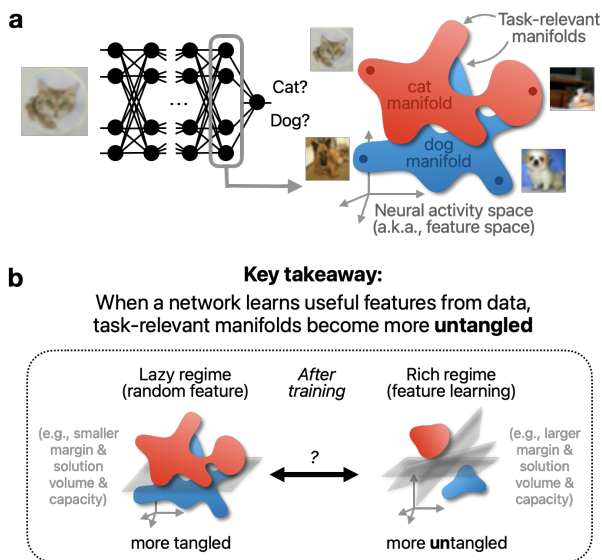 a
Task-relevant
manifolds
Cat?
Dog?
...
cat
manifold
dog
manifold
Neural activity space
(a.k.a., feature space)
b
Key takeaway:
When a network learns useful features from data,
task-relevant manifolds become more untangled
Lazy regime
(random feature)
After
training
Rich regime
(feature learning)
(e.g., smaller
margin &
solution
volume &
capacity)
?
(e.g., larger
margin &
solution
volume &
capacity)
more tangled
more untangled